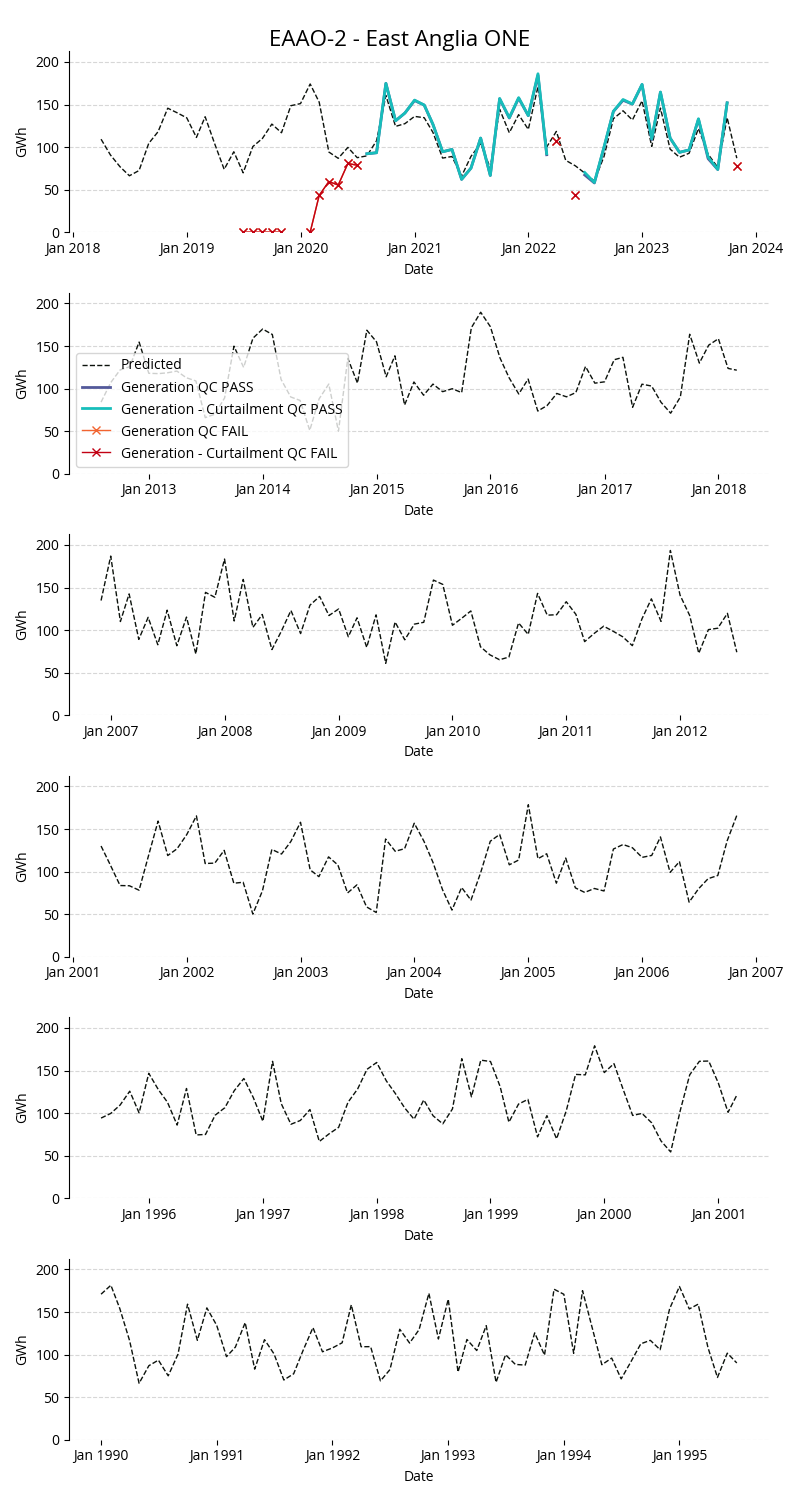 EAAO-2 - East Anglia ONE
200
150
100
50
0
GWh
Jan 2018 Jan 2019 Jan 2020 Jan 2021 Jan 2022 Jan 2023 Jan 2024
Date
200
150
100
50
0
GWh
Predicted
Generation QC PASS
Generation - Curtailment QC PASS
Generation QC FAIL
Generation - Curtailment QC FAIL
Jan 2013 Jan 2014 Jan 2015 Jan 2016 Jan 2017 Jan 2018
Date
200
150
100
50
0
GWh
Jan 2007 Jan 2008 Jan 2009 Jan 2010 Jan 2011 Jan 2012
Date
200
150
100
50
0
GWh
Jan 2001 Jan 2002 Jan 2003 Jan 2004 Jan 2005 Jan 2006 Jan 2007
Date
200
150
100
50
0
GWh
Jan 1996 Jan 1997 Jan 1998 Jan 1999 Jan 2000 Jan 2001
Date
200
150
100
50
0
GWh
Jan 1990 Jan 1991 Jan 1992 Jan 1993 Jan 1994 Jan 1995
Date